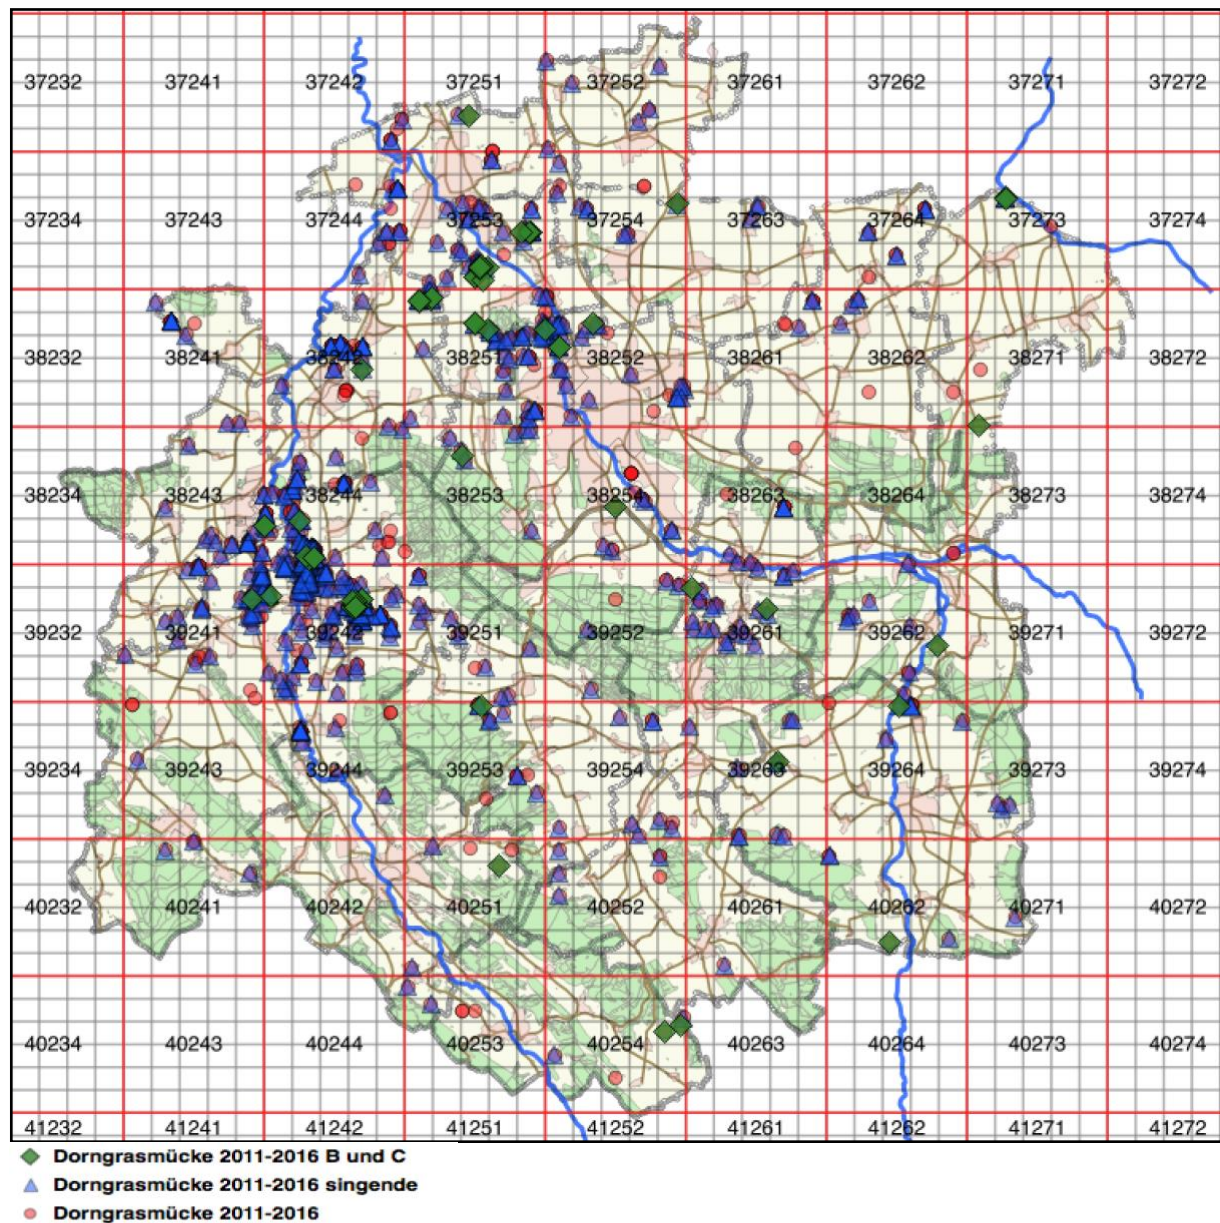 37232 37241 37242 37251 37252 37261 37262 37271 37272
37234 37243 37244 37253 37254 37263 37264 37273 37274
38232 38241 38242 38251 38252 38261 38262 38271 38272
38234 38243 38244 38253 38254 38263 38264 38273 38274
39232 39241 39242 39251 39252 39261 39262 39271 39272
39234 39243 39244 39253 39254 39263 39264 39273 39274
40232 40241 40242 40251 40252 40261 40262 40271 40272
40234 40243 40244 40253 40254 40263 40264 40273 40274
41232 41241 41242 41251 41252 41261 41262 41271 41272
Dorngrasmücke 2011-2016 B und C
Dorngrasmücke 2011-2016 singende
Dorngrasmücke 2011-2016